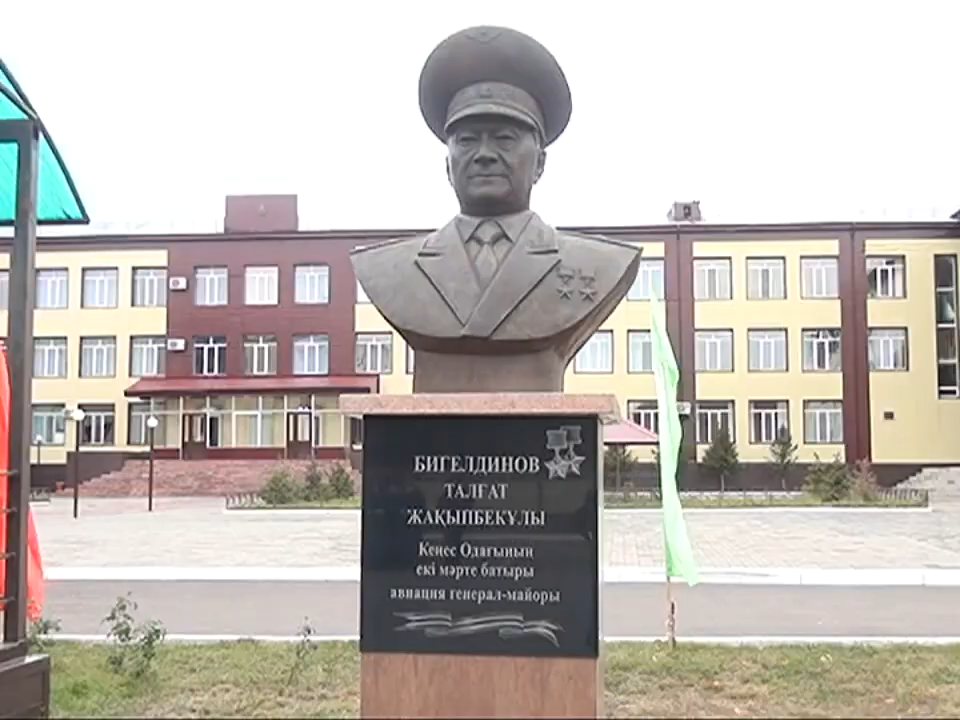 БИГЕЛДИНОВ
ТАЛҒАТ
ЖАҚЫПБЕКҰЛЫ
Кеңес Одағының
екі мәрте батыры
авиация генерал-майоры